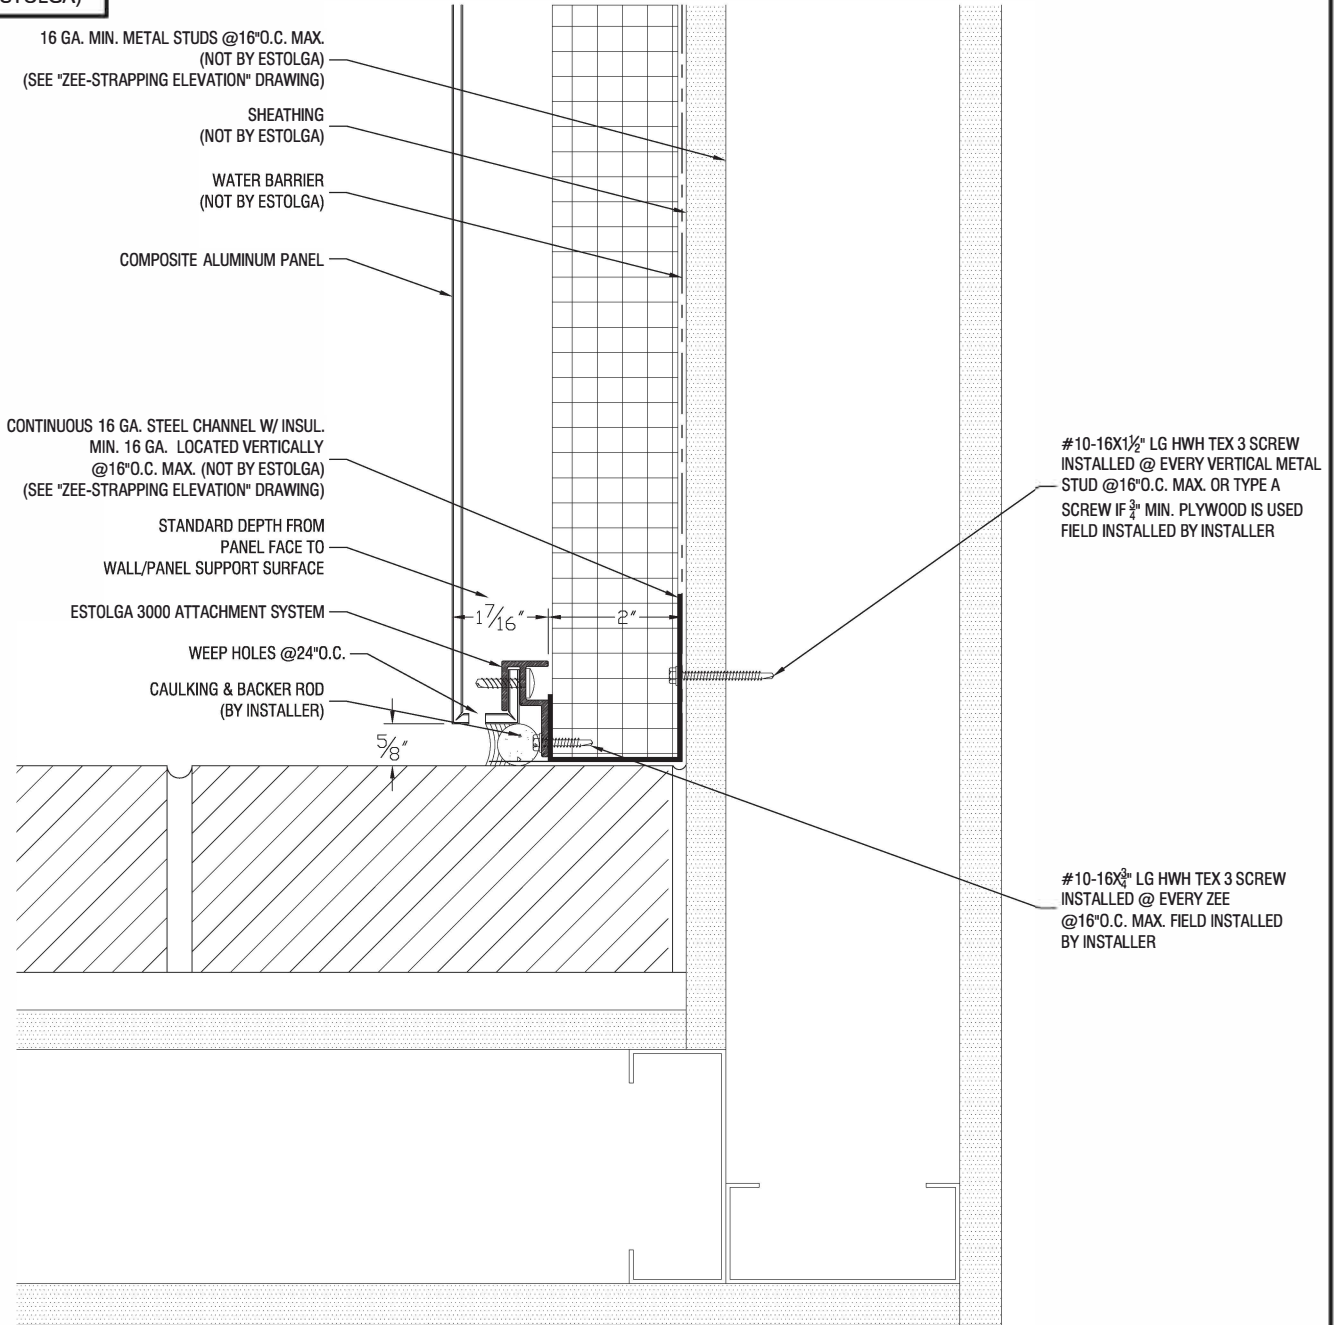 16 GA. MIN. METAL STUDS @16"O.C. MAX.
(NOT BY ESTOLGA)
(SEE "ZEE-STRAPPING ELEVATION" DRAWING)
SHEATHING
(NOT BY ESTOLGA)
WATER BARRIER
(NOT BY ESTOLGA)
COMPOSITE ALUMINUM PANEL
CONTINUOUS 16 GA. STEEL CHANNEL W/ INSUL.
MIN. 16 GA. LOCATED VERTICALLY
@16"O.C. MAX. (NOT BY ESTOLGA)
(SEE "ZEE-STRAPPING ELEVATION" DRAWING)
STANDARD DEPTH FROM
PANEL FACE TO
WALL/PANEL SUPPORT SURFACE
ESTOLGA 3000 ATTACHMENT SYSTEM
WEEP HOLES @24"O.C.
CAULKING & BACKER ROD
(BY INSTALLER)
1 7/16"
2"
5/8"
#10-16X1½" LG HWH TEX 3 SCREW
INSTALLED @ EVERY VERTICAL METAL
STUD @16"O.C. MAX. OR TYPE A
SCREW IF ¾" MIN. PLYWOOD IS USED
FIELD INSTALLED BY INSTALLER
#10-16X¾" LG HWH TEX 3 SCREW
INSTALLED @ EVERY ZEE
@16"O.C. MAX. FIELD INSTALLED
BY INSTALLER